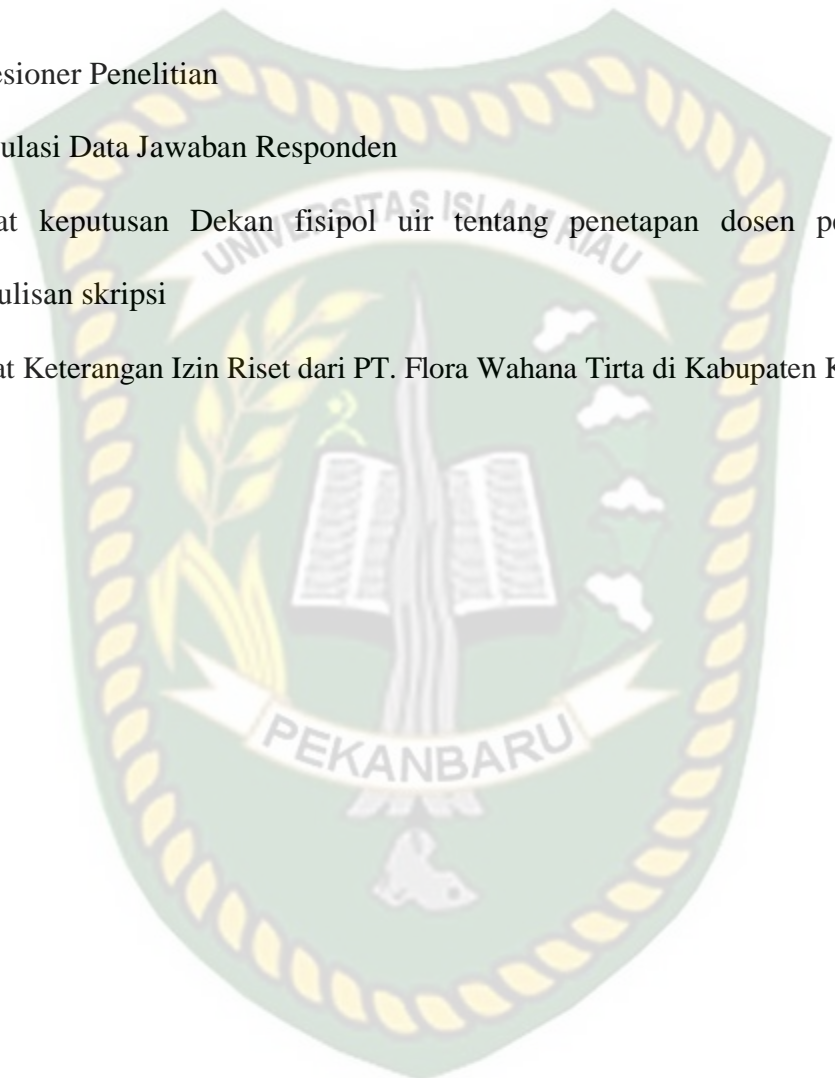 esioner Penelitian
ulasi Data Jawaban Responden
UNIVERSITAS ISLAM RIAU
at keputusan Dekan fisipol uir tentang penetapan dosen pe
ulisan skripsi
at Keterangan Izin Riset dari PT. Flora Wahana Tirta di Kabupaten K
PEKANBARU